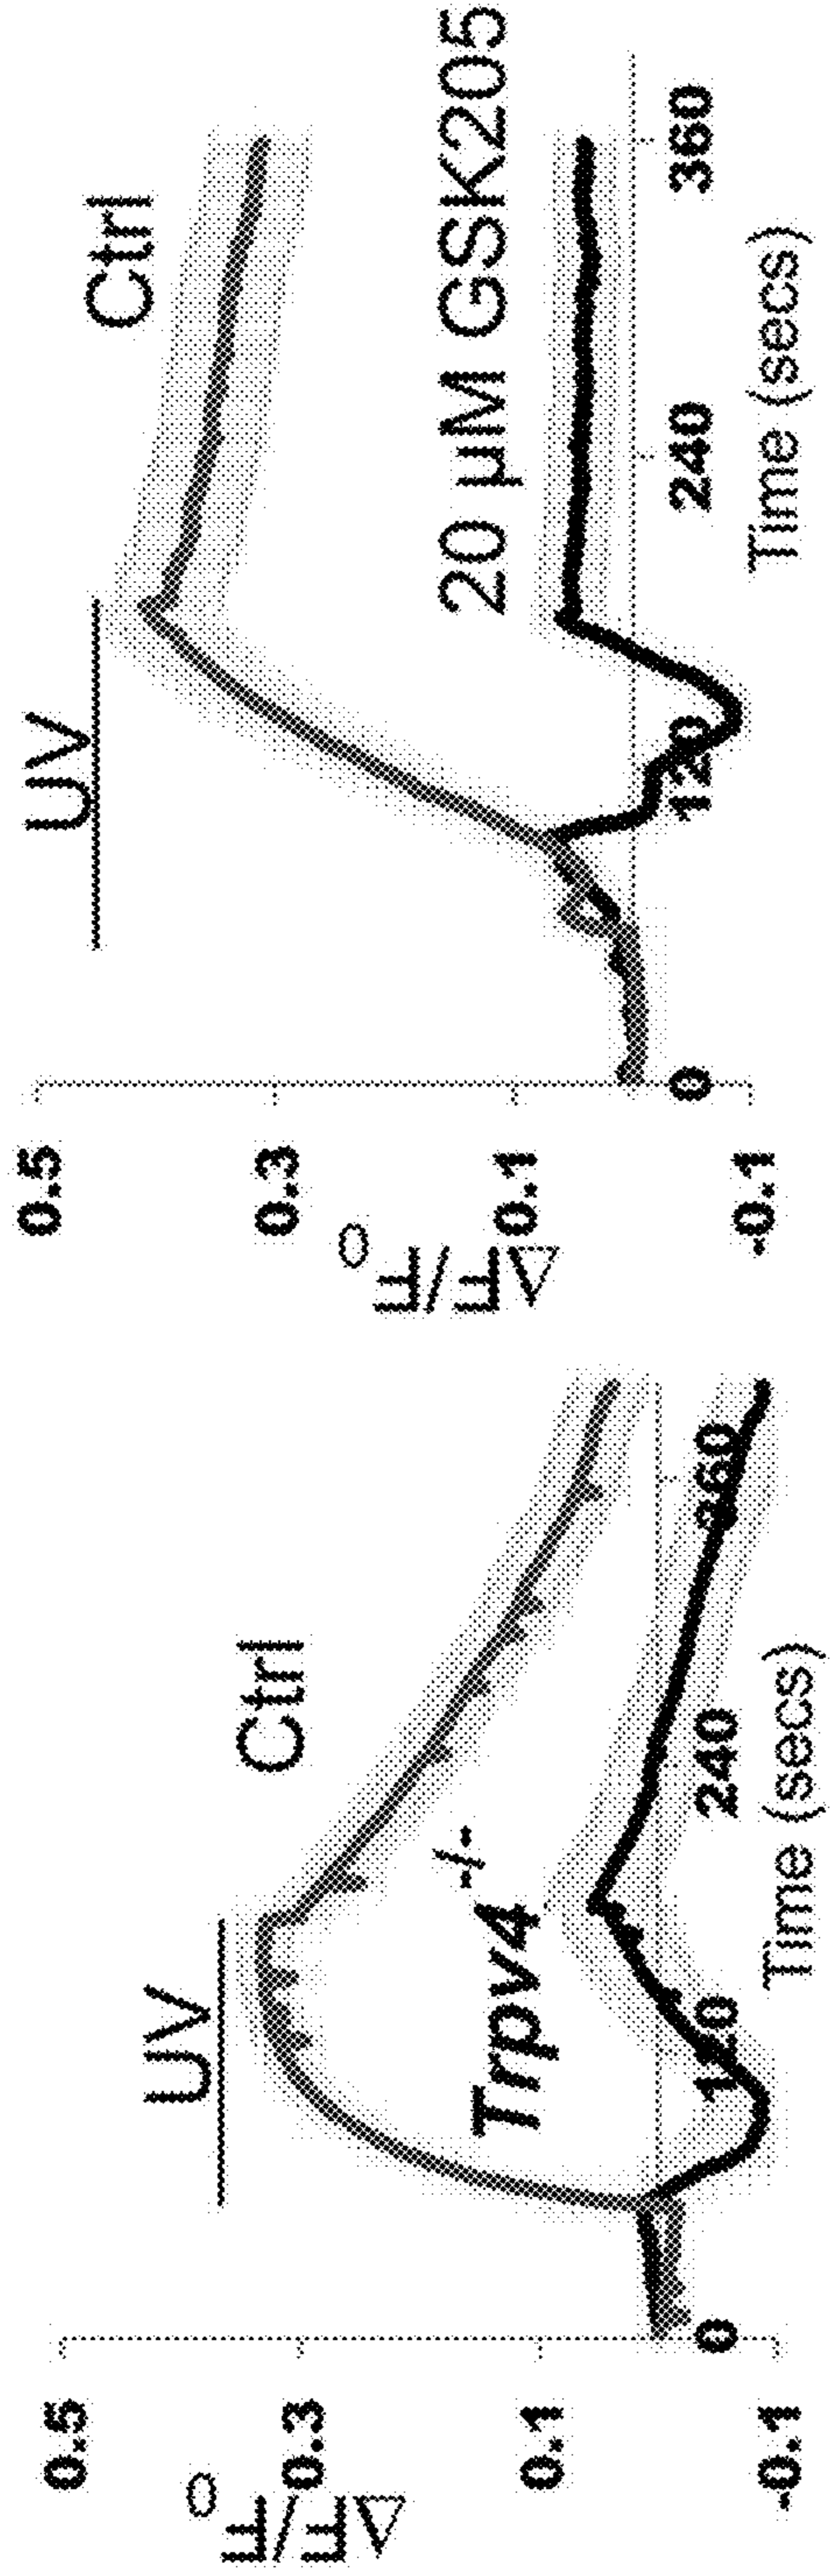 0.5
0.3
0.1
-0.1
ΔF/F0
UV
Ctrl
Trpv4-/-
0
120
240
360
Time (secs)
0.5
0.3
0.1
-0.1
ΔF/F0
UV
Ctrl
20 µM GSK205
0
120
240
360
Time (secs)